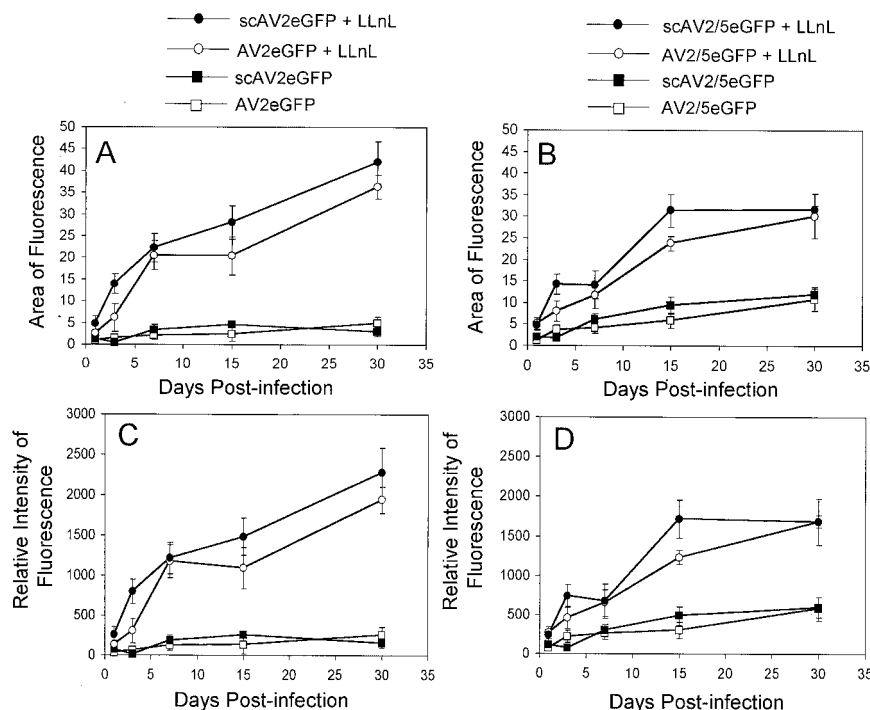 scAV2eGFP + LLnL
AV2eGFP + LLnL
scAV2eGFP
AV2eGFP
scAV2/5eGFP + LLnL
AV2/5eGFP + LLnL
scAV2/5eGFP
AV2/5eGFP
A
Area of Fluorescence
50
45
40
35
30
25
20
15
10
5
0
0 5 10 15 20 25 30 35
Days Post-infection
B
Area of Fluorescence
50
45
40
35
30
25
20
15
10
5
0
0 5 10 15 20 25 30 35
Days Post-infection
C
Relative Intensity of
Fluorescence
3000
2500
2000
1500
1000
500
0
0 5 10 15 20 25 30 35
Days Post-infection
D
Relative Intensity of
Fluorescence
3000
2500
2000
1500
1000
500
0
0 5 10 15 20 25 30 35
Days Post-infection